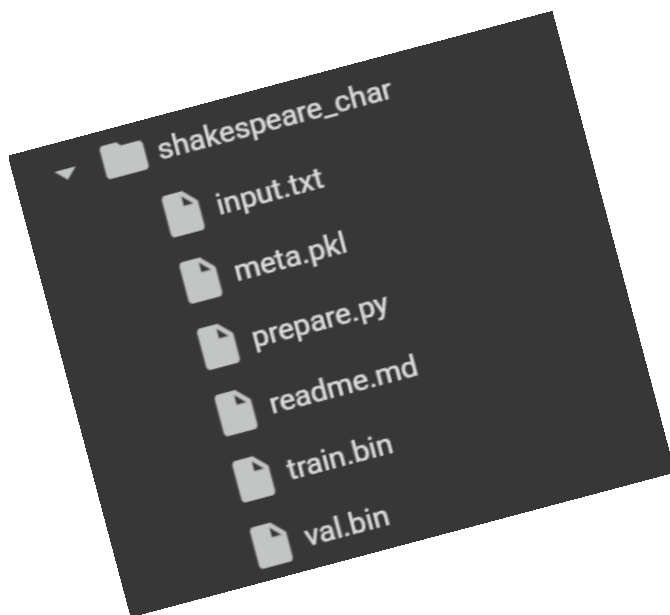 shakespeare_char
input.txt
meta.pkl
prepare.py
readme.md
train.bin
val.bin